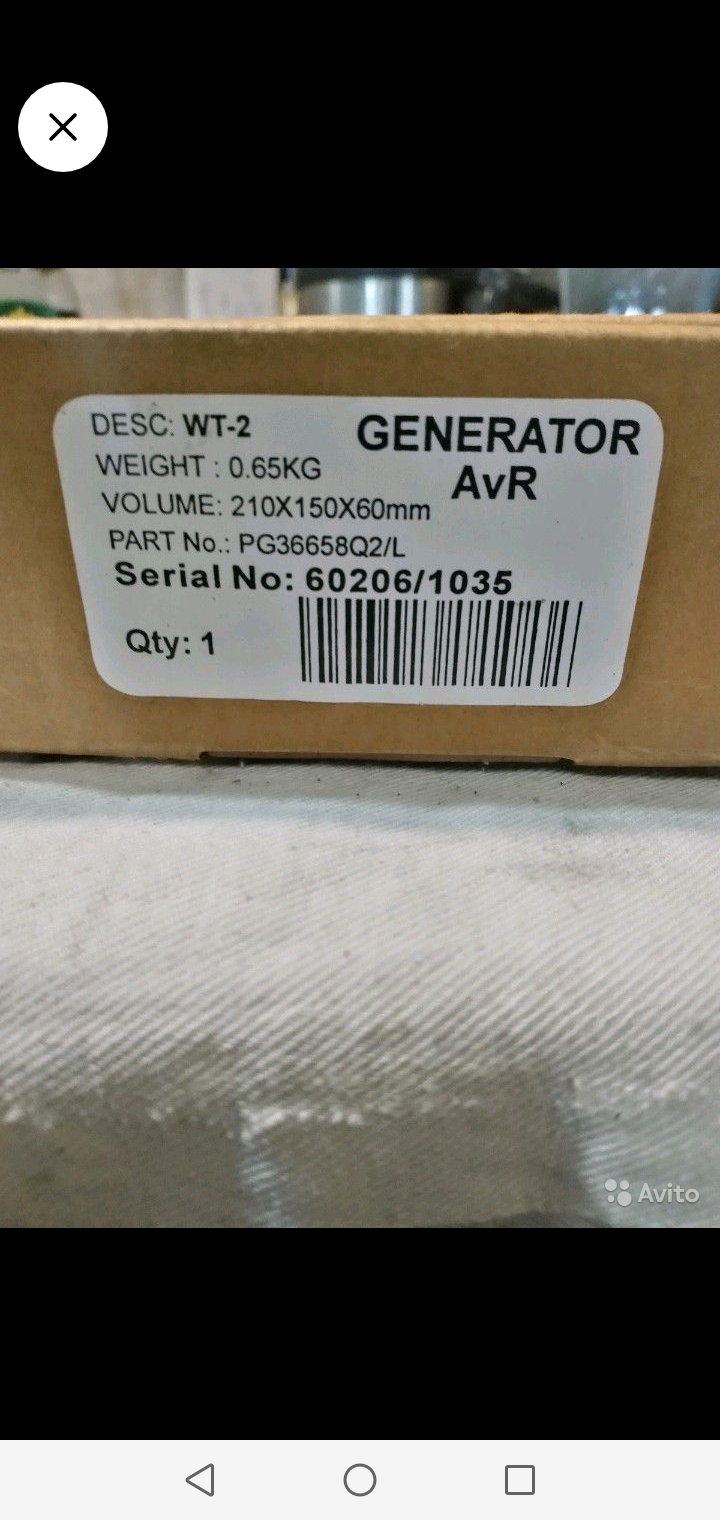 DESC: WT-2
GENERATOR
AvR
WEIGHT : 0.65KG
VOLUME: 210X150X60mm
PART No.: PG36658Q2/L
Serial No: 60206/1035
Qty: 1
Avito